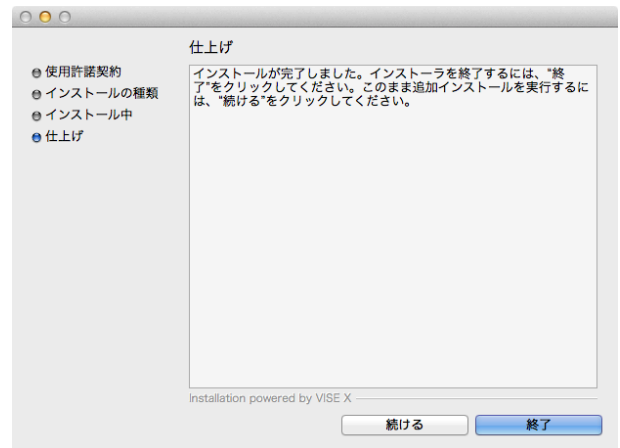 仕上げ
使用許諾契約
インストールの種類
インストール中
仕上げ
インストールが完了しました。インストーラを終了するには、"終
了"をクリックしてください。このまま追加インストールを実行するに
は、"続ける"をクリックしてください。
Installation powered by VISE X
続ける
終了